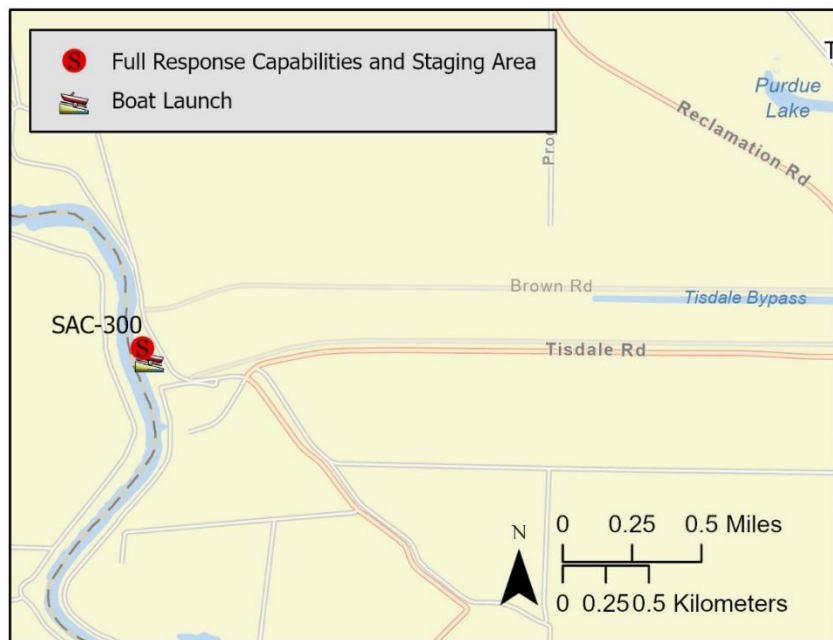 S Full Response Capabilities and Staging Area
Boat Launch
T
Purdue
Lake
Reclamation Rd
Brown Rd
Tisdale Bypass
SAC-300
S
Tisdale Rd
N
0 0.25 0.5 Miles
0 0.25 0.5 Kilometers